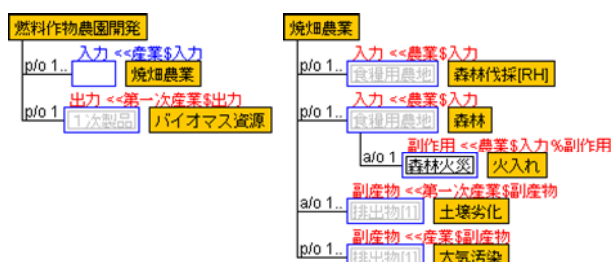 燃料作物農園開発
入力 <<産業$入力
p/o 1..
焼畑農業
出力 <<第一次産業$出力
p/o 1
1次製品
バイオマス資源
焼畑農業
入力 <<農業$入力
p/o 1..
食糧用農地
森林伐採[RH]
入力 <<農業$入力
p/o 1..
食糧用農地
森林
副作用 <<農業$入力%副作用
a/o 1
森林火災
火入れ
副産物 <<第一次産業$副産物
a/o 1..
排出物[1]
土壌劣化
副産物 <<産業$副産物
p/o 1..
排出物[1]
大気汚染